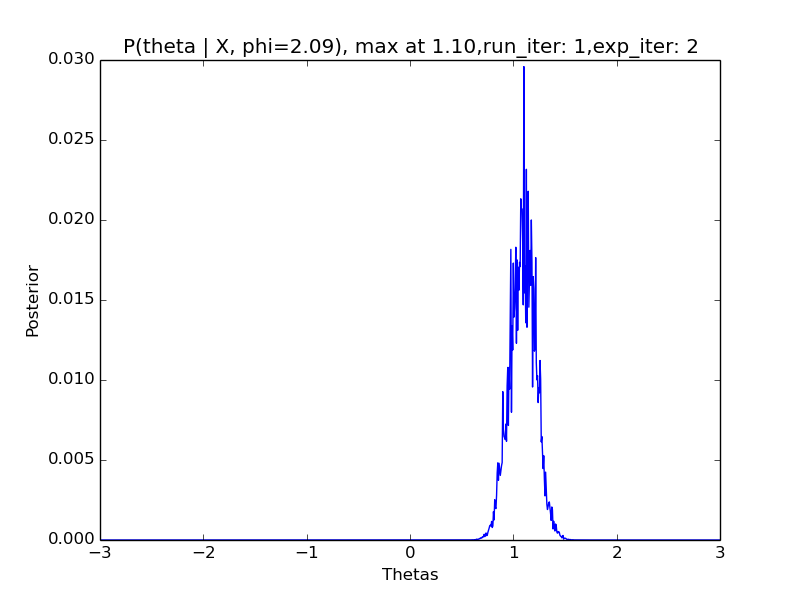 P(theta | X, phi=2.09), max at 1.10,run_iter: 1,exp_iter: 2
0.030
0.025
0.020
0.015
0.010
0.005
0.000
Posterior
−3 −2 −1 0 1 2 3
Thetas